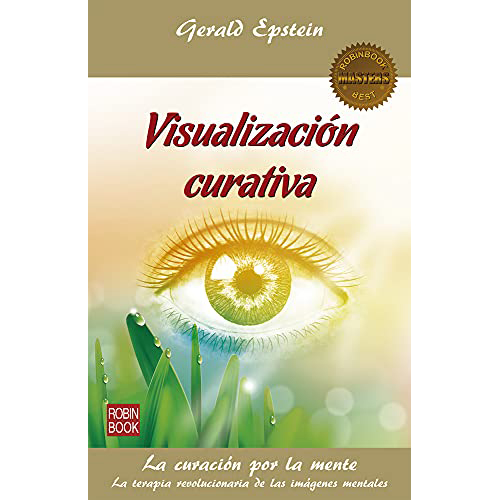 Gerald Epstein
ROBINBOOK
MASTERS
BEST
Visualización
curativa
ROBIN
BOOK
La curación por la mente
La terapia revolucionaria de las imágenes mentales